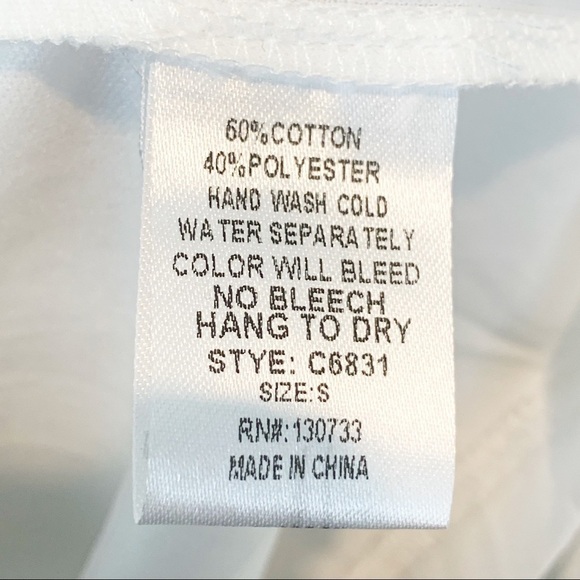 60%COTTON
40%POLYESTER
HAND WASH COLD
WATER SEPARATELY
COLOR WILL BLEED
NO BLEECH
HANG TO DRY
STYE: C6831
SIZE:S
RN#:130733
MADE IN CHINA